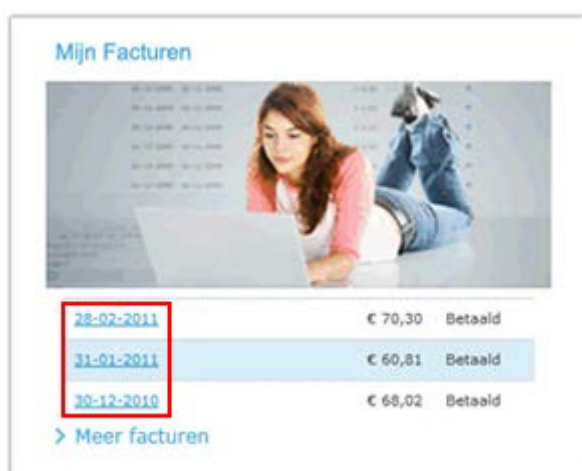 Mijn Facturen
28-02-2011 € 70,30 Betaald
31-01-2011 € 60,81 Betaald
30-12-2010 € 68,02 Betaald
> Meer facturen